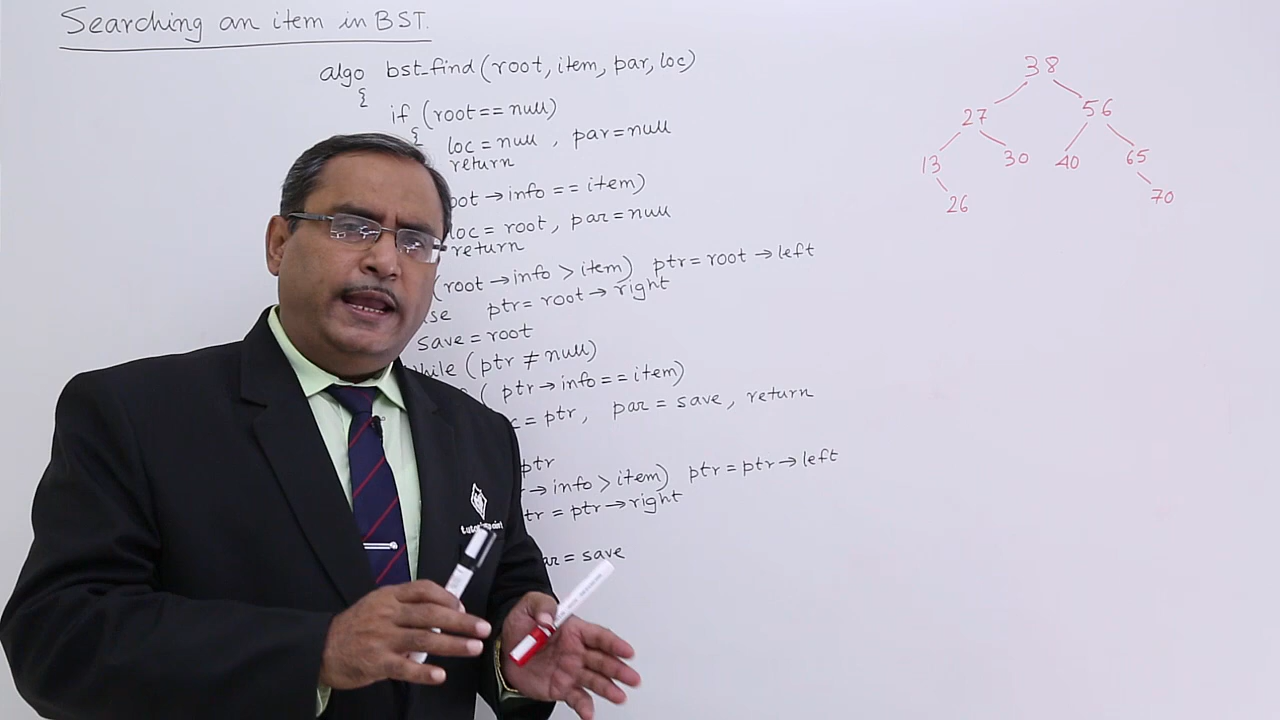 Searching an item in BST.
algo bst_find(root, item, par, loc)
{
if (root == null)
{ loc = null , par = null
return
oot → info == item)
loc = root, par = null
return
(root → info > item) ptr = root → left
se ptr = root → right
save = root
hile (ptr ≠ null)
( ptr → info == item)
c = ptr, par = save, return
ptr
→ info > item) ptr = ptr → left
tr = ptr → right
ar = save
38
27 56
13 30 40 65
26 70